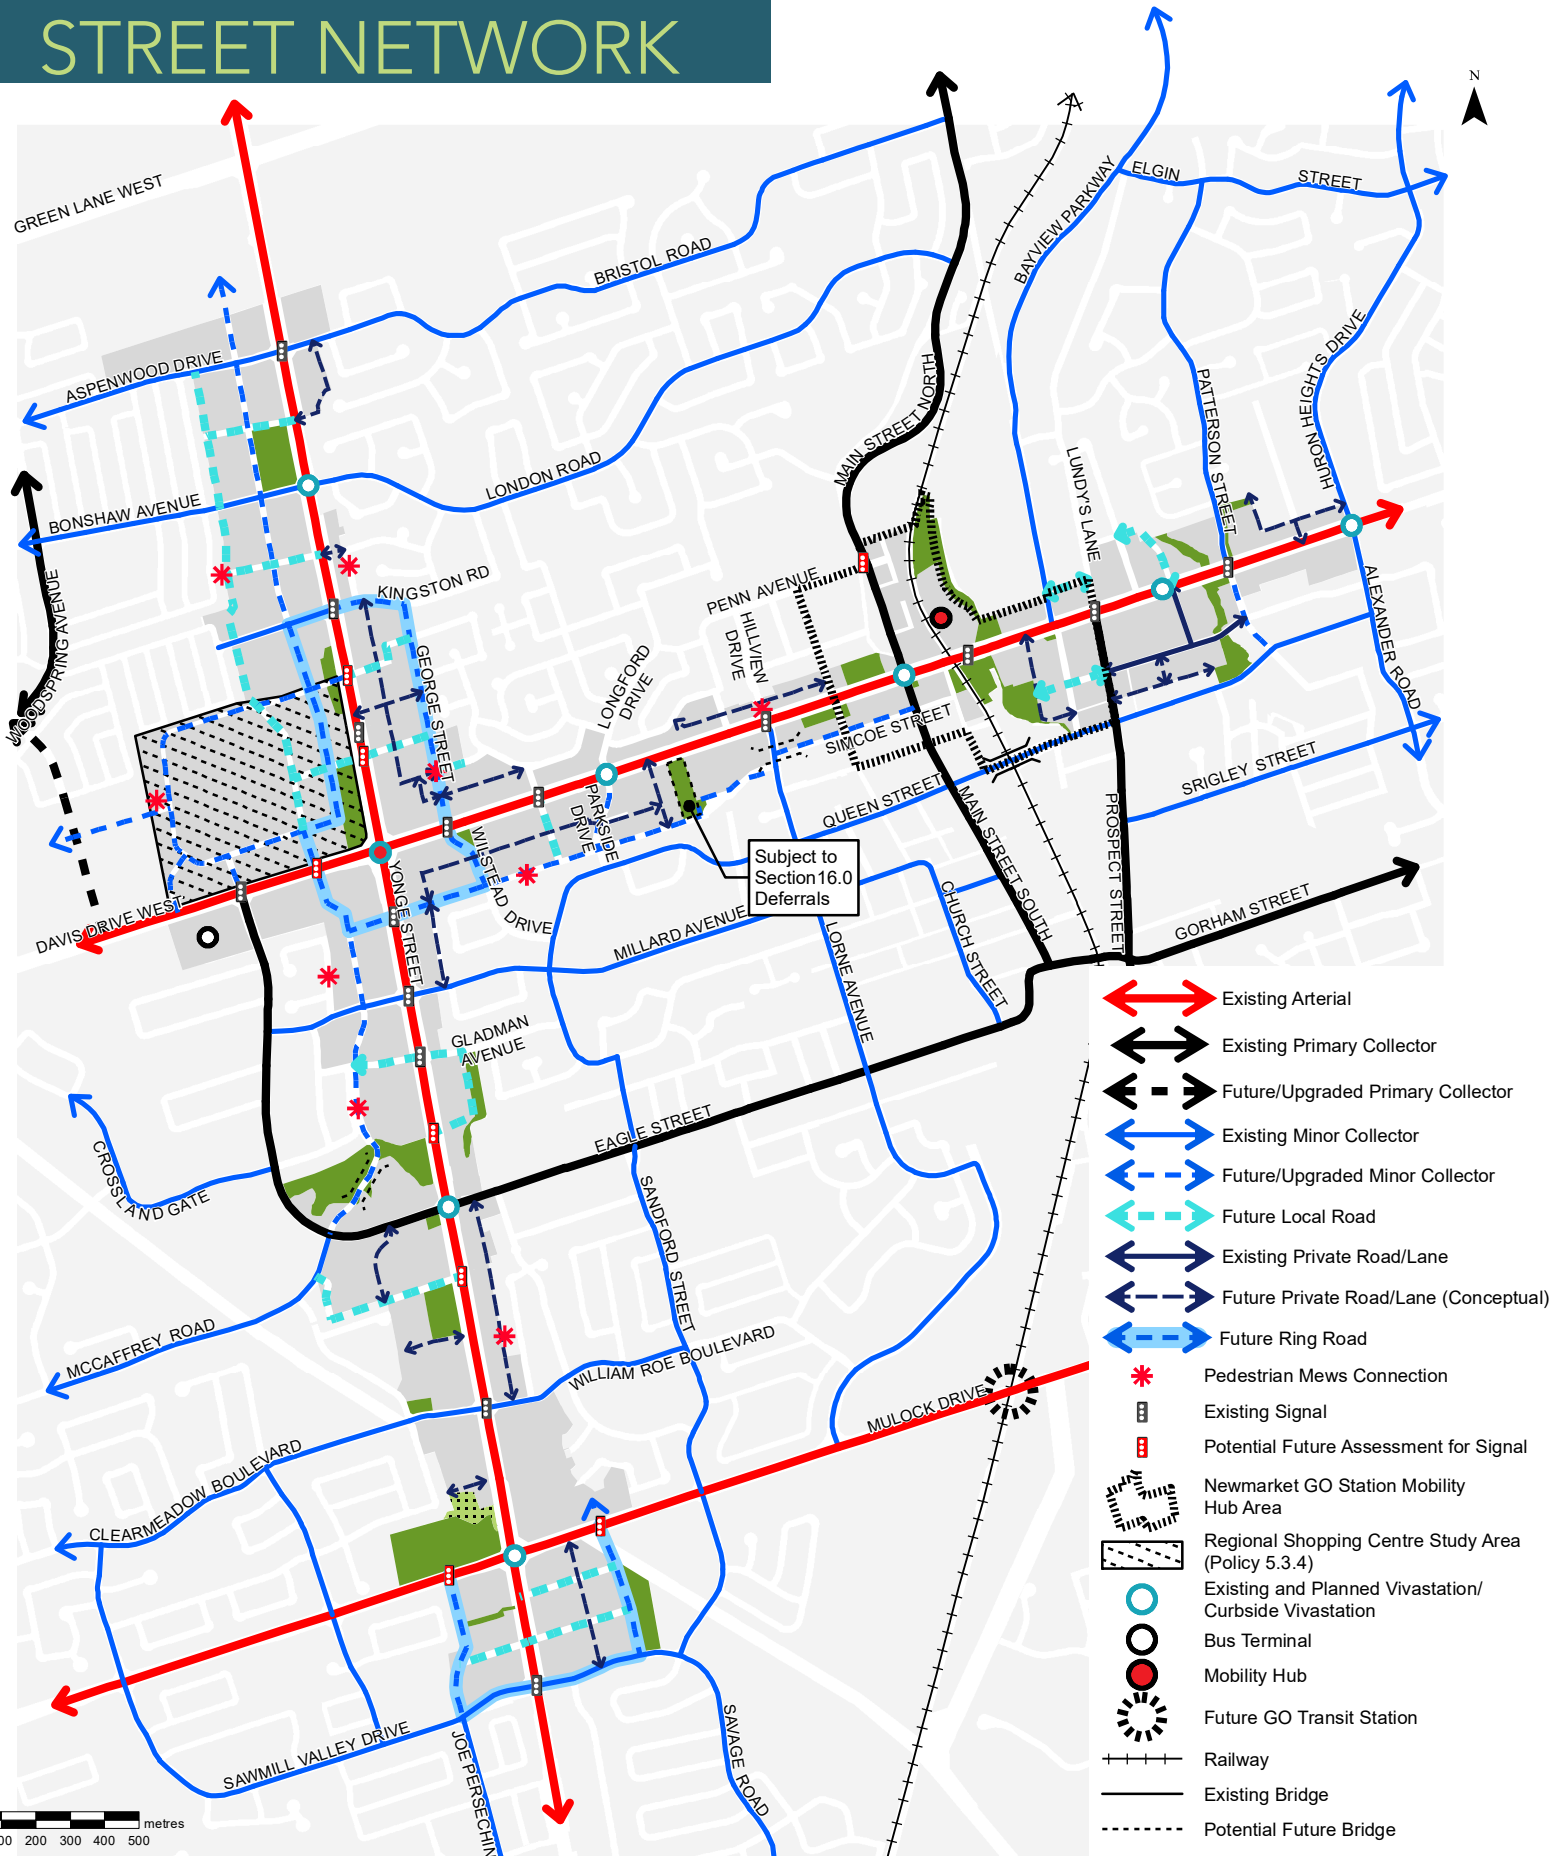 STREET NETWORK
N
GREEN LANE WEST
BRISTOL ROAD
BAYVIEW PARKWAY
ELGIN
STREET
ASPENWOOD DRIVE
LONDON ROAD
BONSHAW AVENUE
MAIN STREET NORTH
LUNDY'S LANE
PATTERSON STREET
HURON HEIGHTS DRIVE
WOODSPRING AVENUE
KINGSTON RD
GEORGE STREET
PENN AVENUE
HILLVIEW
DRIVE
LONGFORD
DRIVE
ALEXANDER ROAD
SIMCOE STREET
QUEEN STREET
SRIGLEY STREET
PARKSIDE
DRIVE
WILSTEAD DRIVE
YONGE STREET
DAVIS DRIVE WEST
Subject to
Section16.0
Deferrals
MILLARD AVENUE
CHURCH STREET
MAIN STREET SOUTH
PROSPECT STREET
GORHAM STREET
LORNE AVENUE
GLADMAN
AVENUE
EAGLE STREET
CROSSLAND GATE
SANDFORD STREET
MCCAFFREY ROAD
WILLIAM ROE BOULEVARD
MULOCK DRIVE
CLEARMEADOW BOULEVARD
SAWMILL VALLEY DRIVE
JOE PERSECHIN
SAVAGE ROAD
Existing Arterial
Existing Primary Collector
Future/Upgraded Primary Collector
Existing Minor Collector
Future/Upgraded Minor Collector
Future Local Road
Existing Private Road/Lane
Future Private Road/Lane (Conceptual)
Future Ring Road
Pedestrian Mews Connection
Existing Signal
Potential Future Assessment for Signal
Newmarket GO Station Mobility
Hub Area
Regional Shopping Centre Study Area
(Policy 5.3.4)
Existing and Planned Vivastation/
Curbside Vivastation
Bus Terminal
Mobility Hub
Future GO Transit Station
Railway
Existing Bridge
Potential Future Bridge
metres
00 200 300 400 500